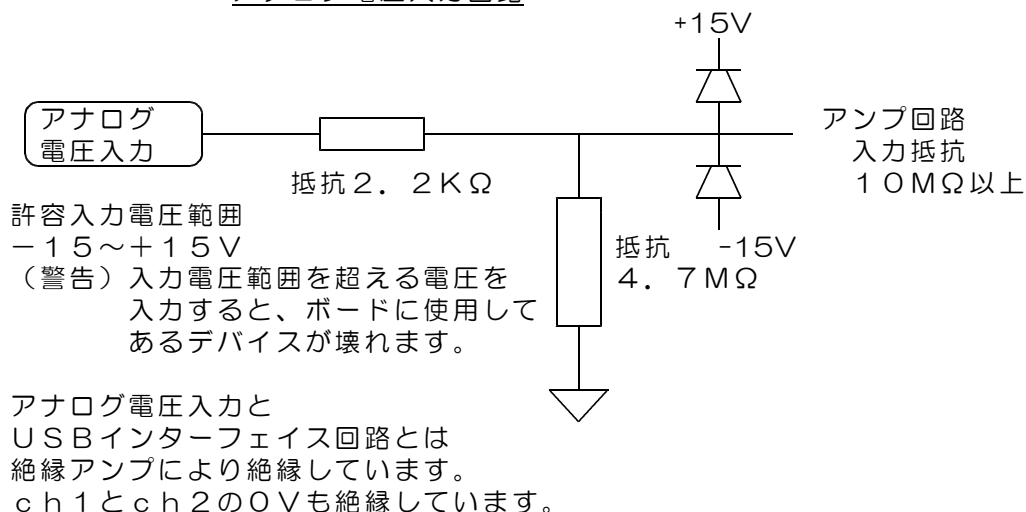 +15V
アナログ
電圧入力
アンプ回路
入力抵抗
10MΩ以上
抵抗2.2KΩ
許容入力電圧範囲
-15~+15V
(警告)入力電圧範囲を超える電圧を
入力すると、ボードに使用して
あるデバイスが壊れます。
抵抗
4.7MΩ
-15V
アナログ電圧入力と
USBインターフェイス回路とは
絶縁アンプにより絶縁しています。
ch1とch2の0Vも絶縁しています。